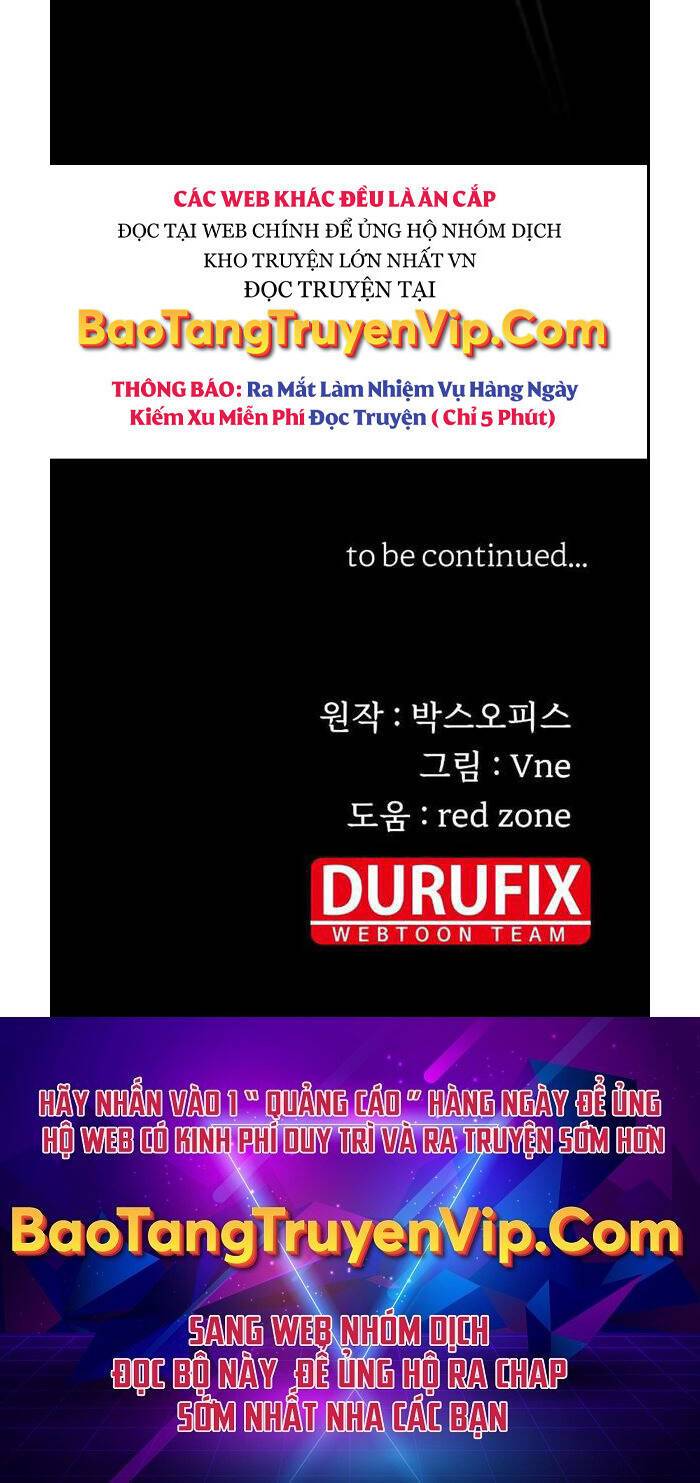 CÁC WEB KHÁC ĐỀU LÀ ĂN CẮP
ĐỌC TẠI WEB CHÍNH ĐỂ ỦNG HỘ NHÓM DỊCH
KHO TRUYỆN LỚN NHẤT VN
ĐỌC TRUYỆN TẠI
BaoTangTruyenVip.Com
THÔNG BÁO: Ra Mắt Làm Nhiệm Vụ Hàng Ngày
Kiếm Xu Miễn Phí Đọc Truyện ( Chỉ 5 Phút)
to be continued...
원작 : 박스오피스
그림 : Vne
도움 : red zone
DURUFIX
WEBTOON TEAM
HÃY NHẤN VÀO 1 “ QUẢNG CÁO ” HÀNG NGÀY ĐỂ ỦNG
HỘ WEB CÓ KINH PHÍ DUY TRÌ VÀ RA TRUYỆN SỚM HƠN
BaoTangTruyenVip.Com
SANG WEB NHÓM DỊCH
ĐỌC BỘ NÀY ĐỂ ỦNG HỘ RA CHAP
SỚM NHẤT NHA CÁC BẠN